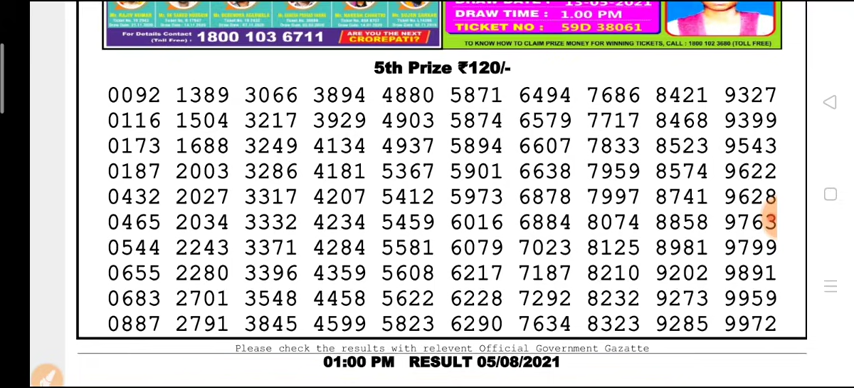 DRAW TIME : 1.00 PM
TICKET NO : 59D 38061
For Details Contact
(Toll Free) : 1800 103 6711
ARE YOU THE NEXT
CROREPATI?
TO KNOW HOW TO CLAIM PRIZE MONEY FOR WINNING TICKETS, CALL : 1800 102 3680 (TOLL FREE)
5th Prize ₹120/-
0092 1389 3066 3894 4880 5871 6494 7686 8421 9327
0116 1504 3217 3929 4903 5874 6579 7717 8468 9399
0173 1688 3249 4134 4937 5894 6607 7833 8523 9543
0187 2003 3286 4181 5367 5901 6638 7959 8574 9622
0432 2027 3317 4207 5412 5973 6878 7997 8741 9628
0465 2034 3332 4234 5459 6016 6884 8074 8858 9763
0544 2243 3371 4284 5581 6079 7023 8125 8981 9799
0655 2280 3396 4359 5608 6217 7187 8210 9202 9891
0683 2701 3548 4458 5622 6228 7292 8232 9273 9959
0887 2791 3845 4599 5823 6290 7634 8323 9285 9972
Please check the results with relevent Official Government Gazatte
01:00 PM RESULT 05/08/2021